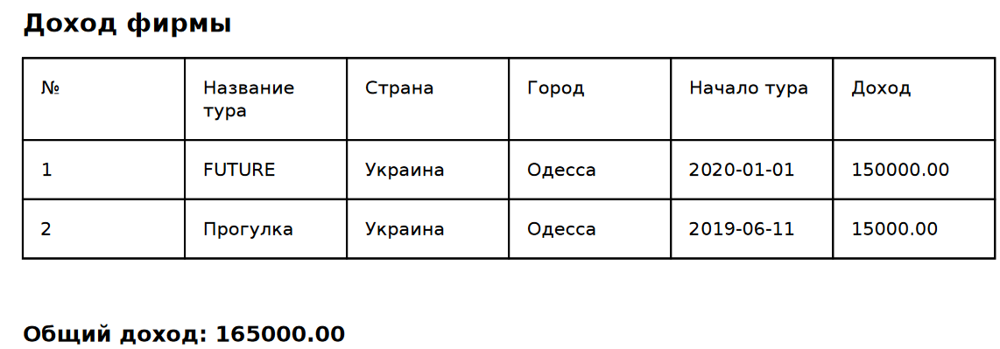 Доход фирмы
№ Название тура Страна Город Начало тура Доход
1 FUTURE Украина Одесса 2020-01-01 150000.00
2 Прогулка Украина Одесса 2019-06-11 15000.00
Общий доход: 165000.00